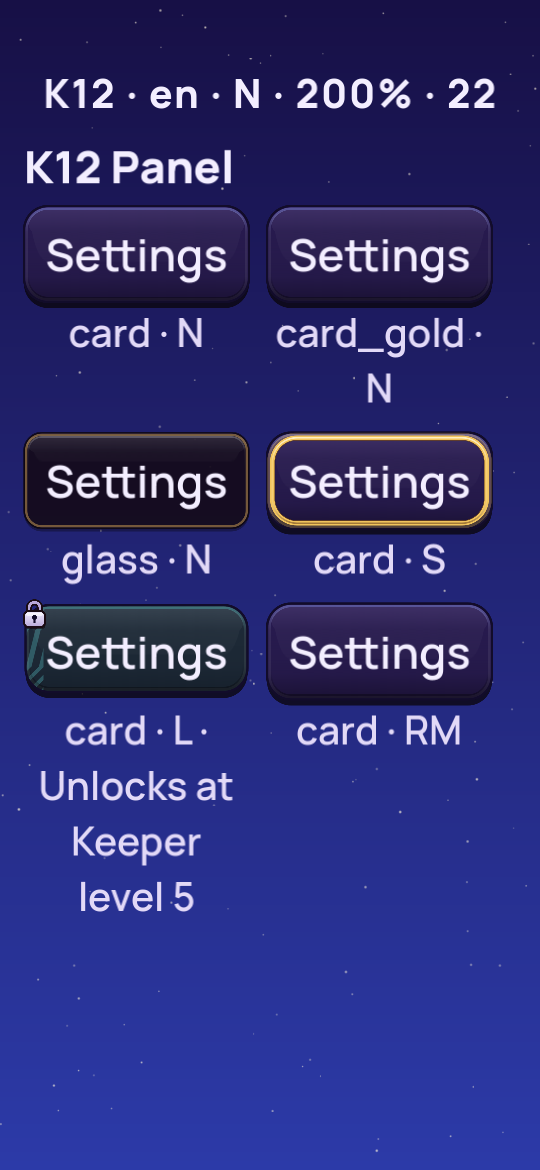 K12 · en · N · 200% · 22
K12 Panel
Settings
Settings
card · N
card_gold ·
N
Settings
Settings
glass · N
card · S
Settings
Settings
card · L ·
Unlocks at
Keeper
level 5
card · RM